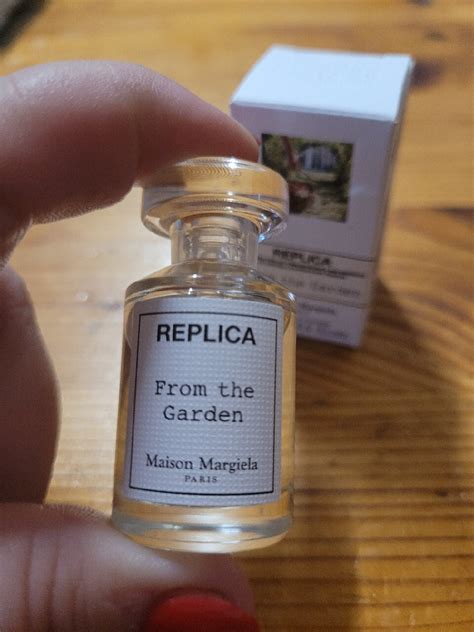 REPLICA
From the
Garden
Maison Margiela
PARIS
REPLICA